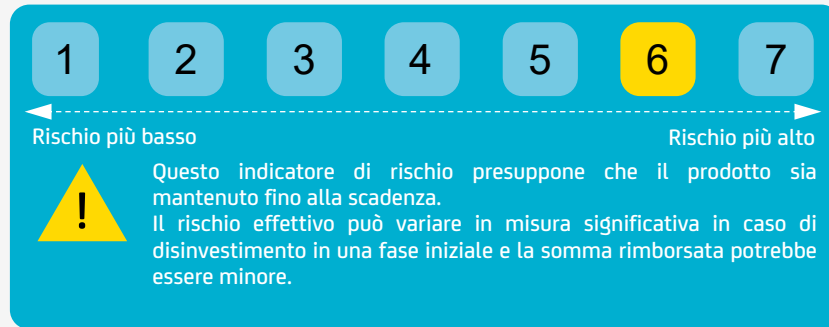 1 2 3 4 5 6 7
Rischio più basso Rischio più alto
!
Questo indicatore di rischio presuppone che il prodotto sia
mantenuto fino alla scadenza.
Il rischio effettivo può variare in misura significativa in caso di
disinvestimento in una fase iniziale e la somma rimborsata potrebbe
essere minore.